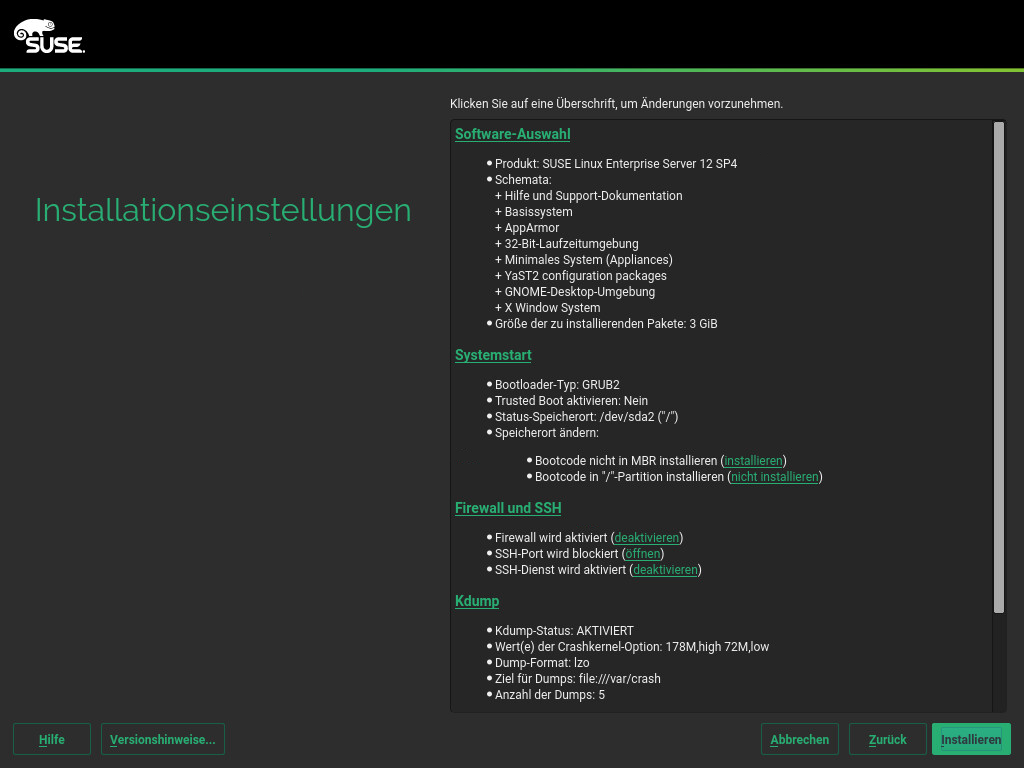 SUSE.
Klicken Sie auf eine Überschrift, um Änderungen vorzunehmen.
Installationseinstellungen
Software-Auswahl
• Produkt: SUSE Linux Enterprise Server 12 SP4
• Schemata:
+ Hilfe und Support-Dokumentation
+ Basissystem
+ AppArmor
+ 32-Bit-Laufzeitumgebung
+ Minimales System (Appliances)
+ YaST2 configuration packages
+ GNOME-Desktop-Umgebung
+ X Window System
• Größe der zu installierenden Pakete: 3 GiB
Systemstart
• Bootloader-Typ: GRUB2
• Trusted Boot aktivieren: Nein
• Status-Speicherort: /dev/sda2 ("/")
• Speicherort ändern:
• Bootcode nicht in MBR installieren (installieren)
• Bootcode in "/"-Partition installieren (nicht installieren)
Firewall und SSH
• Firewall wird aktiviert (deaktivieren)
• SSH-Port wird blockiert (öffnen)
• SSH-Dienst wird aktiviert (deaktivieren)
Kdump
• Kdump-Status: AKTIVIERT
• Wert(e) der Crashkernel-Option: 178M,high 72M,low
• Dump-Format: lzo
• Ziel für Dumps: file:///var/crash
• Anzahl der Dumps: 5
Hilfe
Versionshinweise...
Abbrechen
Zurück
Installieren